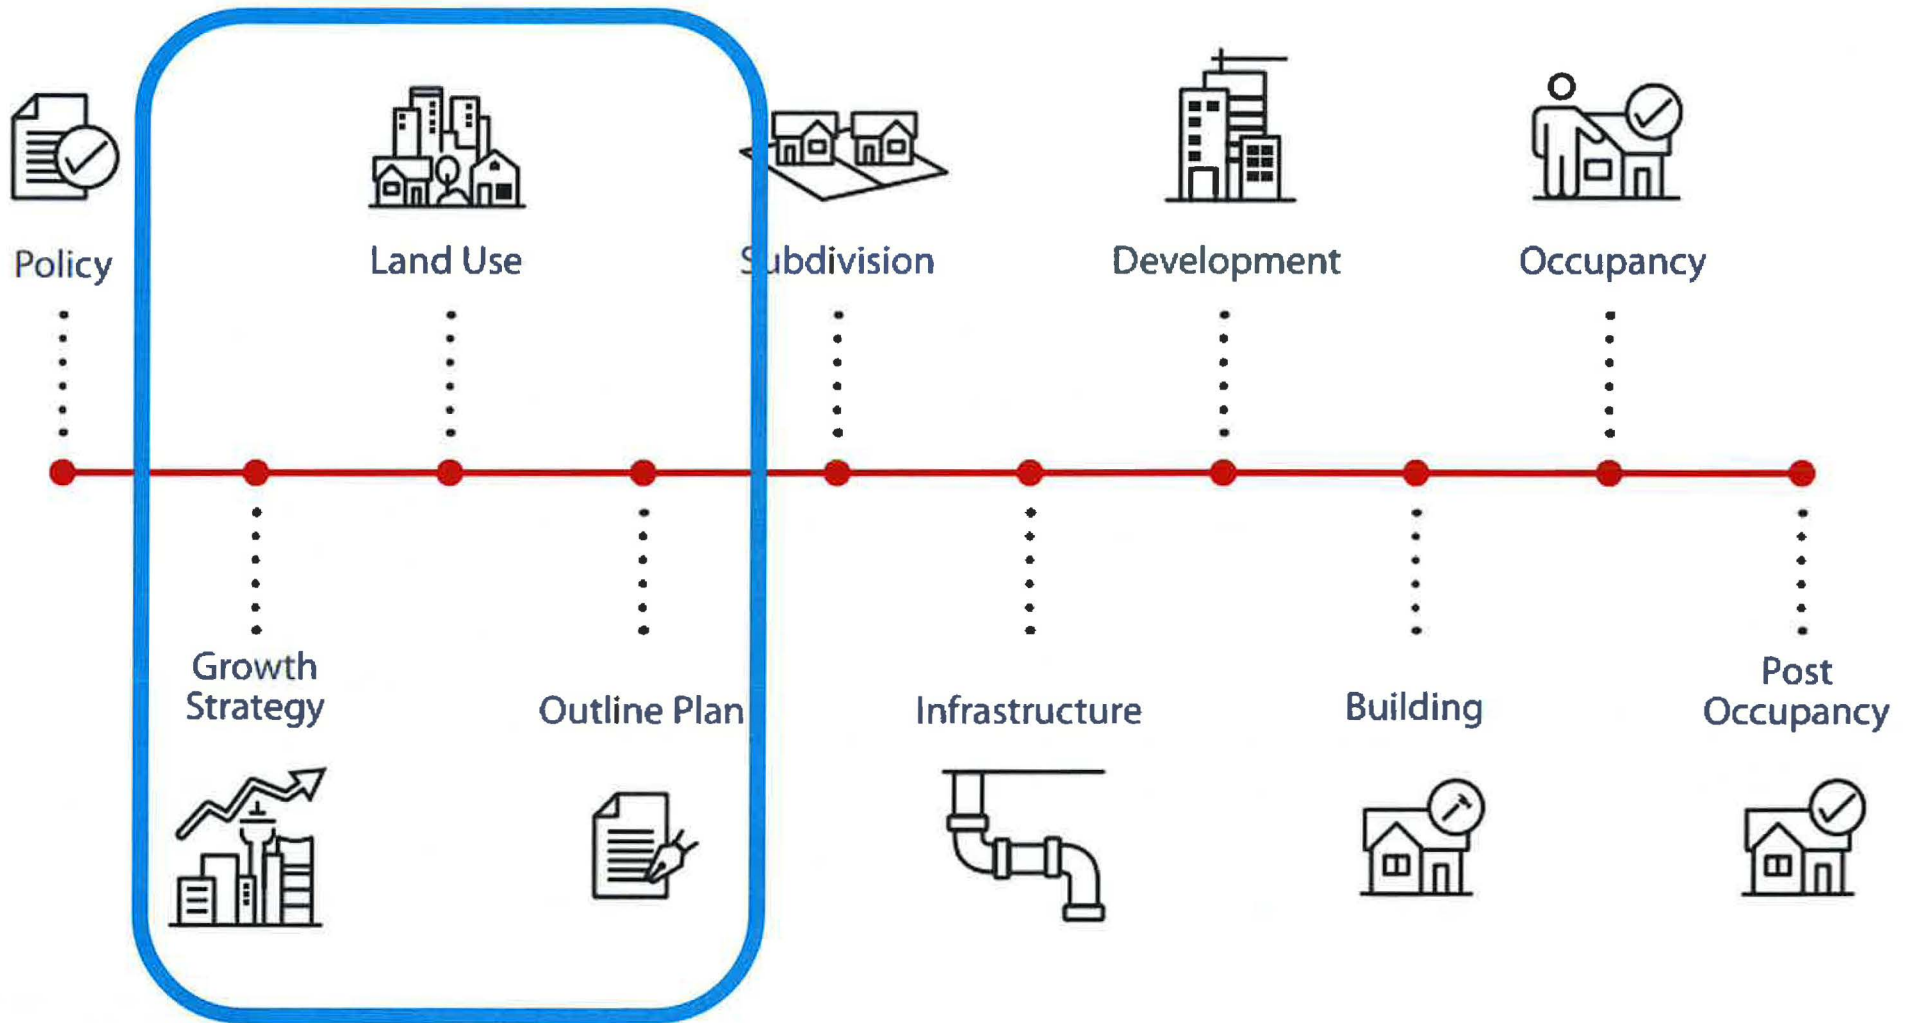 Policy
Land Use
Subdivision
Development
Occupancy
Growth
Strategy
Outline Plan
Infrastructure
Building
Post
Occupancy